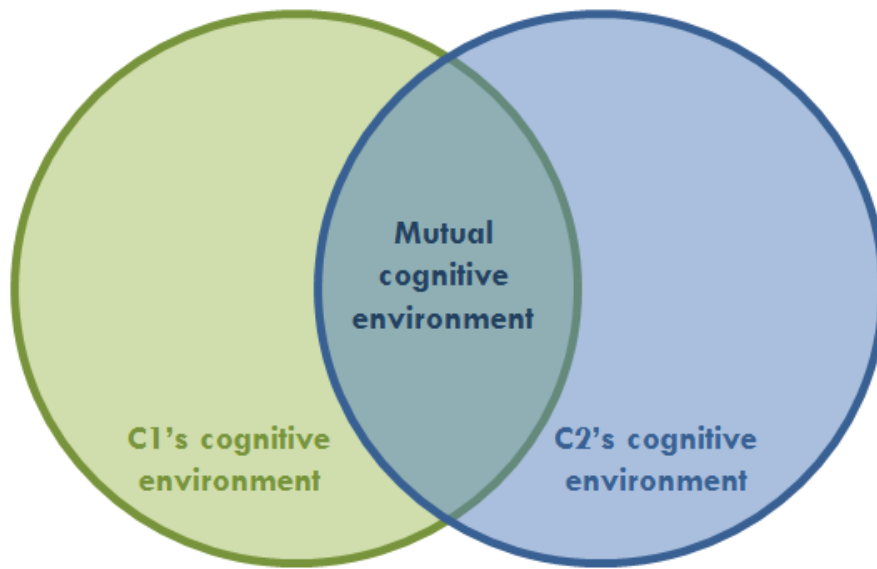 Mutual
cognitive
environment
C1's cognitive
environment
C2's cognitive
environment